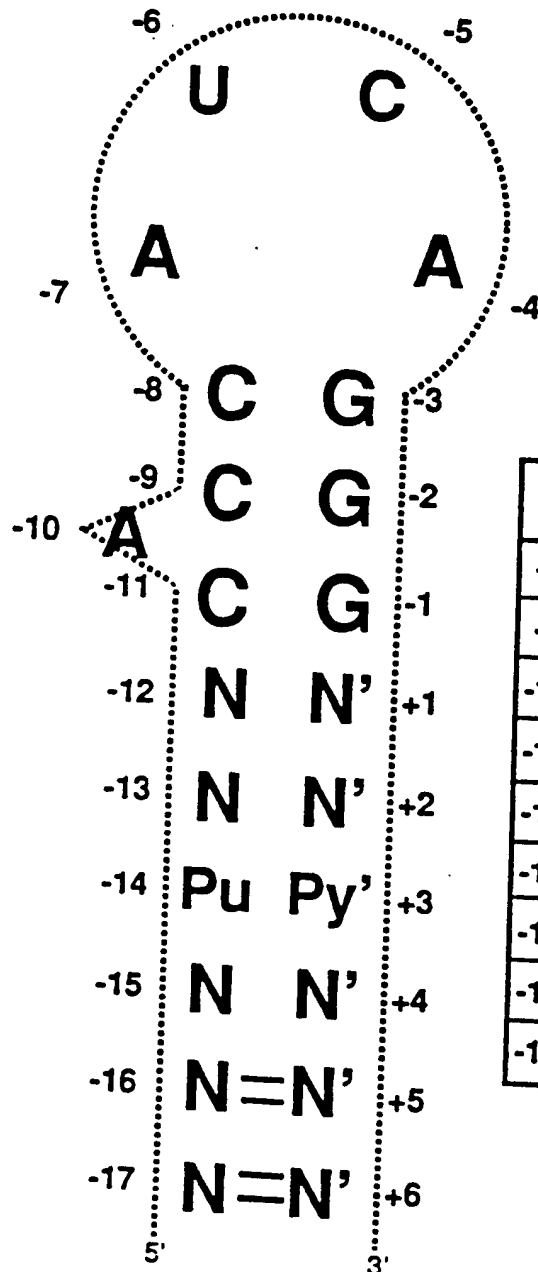 -6 -5
U C
A A
-7 -4
-8 C G -3
-9 C G -2
-10 A
-11 C G -1
-12 N N’ +1
-13 N N’ +2
-14 Pu Py’ +3
-15 N N’ +4
-16 N=N’ +5
-17 N=N’ +6
5' 3'